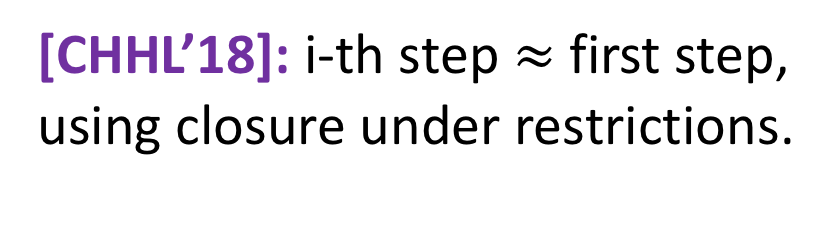 [CHHL’18]: i-th step ≈ first step,
using closure under restrictions.